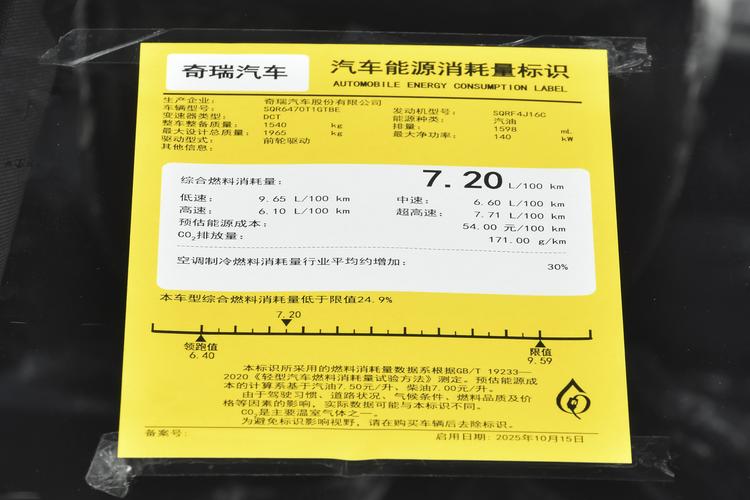 奇瑞汽车
汽车能源消耗量标识
AUTOMOBILE ENERGY CONSUMPTION LABEL
生产企业: 奇瑞汽车股份有限公司
车辆型号: SQR6470T1GTBE 发动机型号: SQRF4J16C
变速器类型: DCT 能源种类: 汽油
整车整备质量: 1540 kg 排量: 1598 mL
最大设计总质量: 1965 kg 最大净功率: 140 kW
驱动型式: 前轮驱动
其他信息:
综合燃料消耗量: 7.20 L/100 km
低速: 9.65 L/100 km 中速: 6.60 L/100 km
高速: 6.10 L/100 km 超高速: 7.71 L/100 km
预估能源成本: 54.00 元/100 km
CO₂排放量: 171.00 g/km
空调制冷燃料消耗量行业平均约增加: 30%
本车型综合燃料消耗量低于限值24.9%
7.20
领跑值 限值
6.40 9.59
本标识所采用的燃料消耗量数据系根据GB/T 19233—
2020《轻型汽车燃料消耗量试验方法》测定。预估能源成
本的计算系基于汽油7.50元/升、柴油7.00元/升。
由于驾驶习惯、道路状况、气候条件、燃料品质及价
格等因素的影响,实际数据可能与本标识不同。
CO₂是主要温室气体之一。
为避免标识影响视野,请在购买车辆后去除标识。
备案号: 启用日期: 2025年10月15日